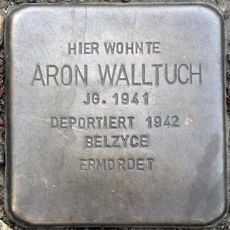 HIER WOHNTE
ARON WALLTUCH
JG. 1941
DEPORTIERT 1942
BELZYCE
ERMORDET